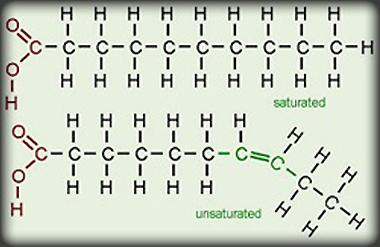 H H H H H H H H H
O
C C C C C C C C C C H
O H H H H H H H H H
H
saturated
H H H H H H
O H
C C C C C C C C H
H
O H H H H H C
C
H H
unsaturated
H H